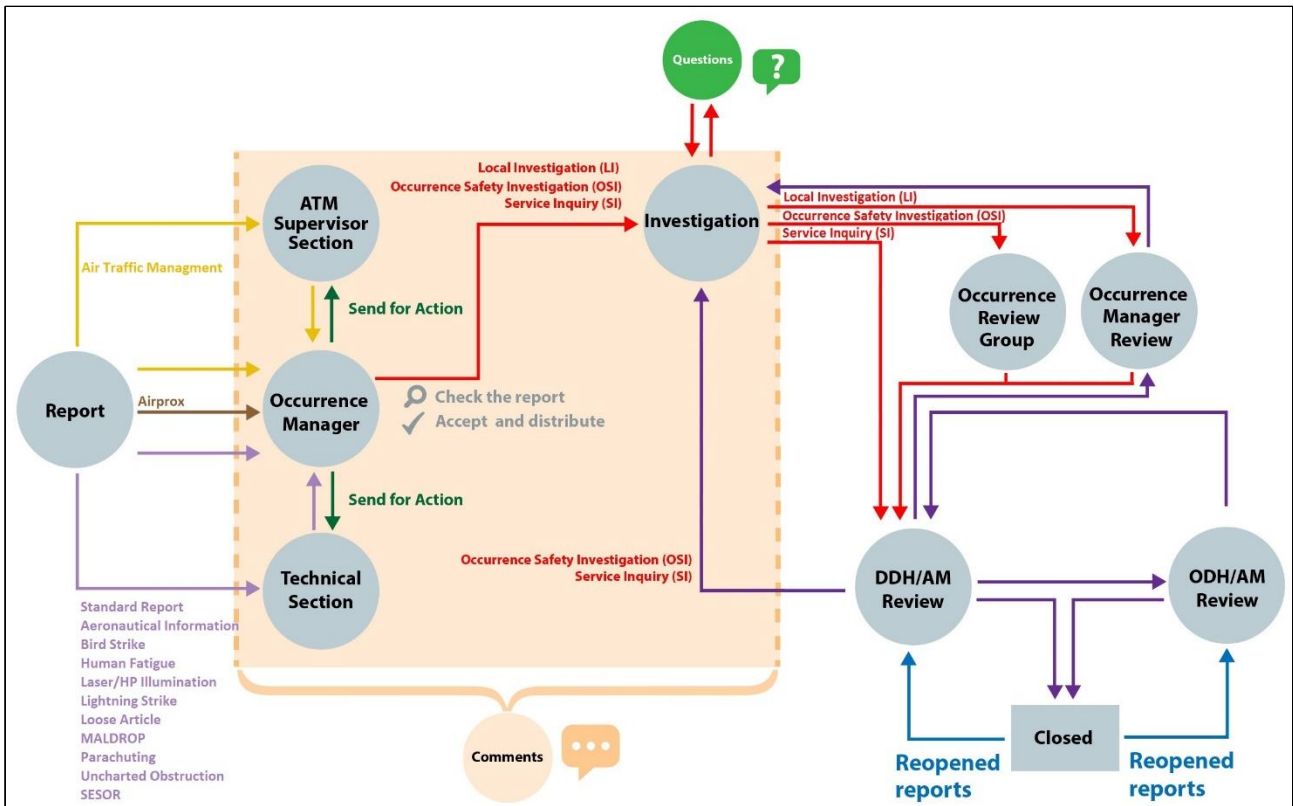 Questions
?
Local Investigation (LI)
Occurrence Safety Investigation (OSI)
Service Inquiry (SI)
ATM
Supervisor
Section
Investigation
Local Investigation (LI)
Occurrence Safety Investigation (OSI)
Service Inquiry (SI)
Air Traffic Managment
Send for Action
Occurrence
Review
Group
Occurrence
Manager
Review
Report
Airprox
Occurrence
Manager
Check the report
Accept and distribute
Send for Action
Technical
Section
Occurrence Safety Investigation (OSI)
Service Inquiry (SI)
DDH/AM
Review
ODH/AM
Review
Standard Report
Aeronautical Information
Bird Strike
Human Fatigue
Laser/HP Illumination
Lightning Strike
Loose Article
MALDROP
Parachuting
Uncharted Obstruction
SESOR
Comments
Closed
Reopened
reports
Reopened
reports